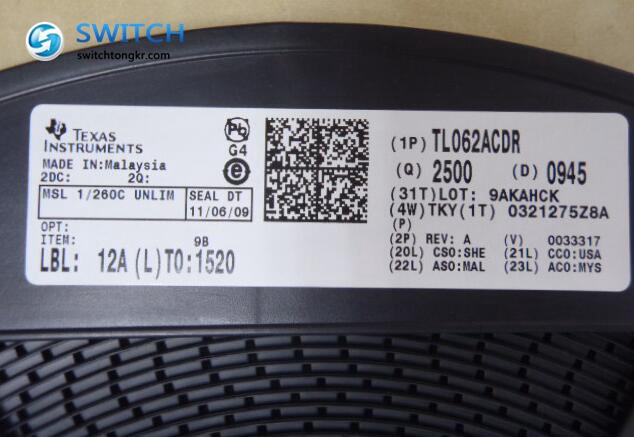 SWITCH
switchtongkr.com
TEXAS
INSTRUMENTS
MADE IN:Malaysia
2DC: 2Q:
MSL 1/260C UNLIM
SEAL DT
11/06/09
OPT:
ITEM: 9B
LBL: 12A (L)TO:1520
Pb
G4
e
(1P) TL062ACDR
(Q) 2500 (D) 0945
(31T)LOT: 9AKAHCK
(4W)TKY(1T) 0321275Z8A
(P)
(2P) REV: A (V) 0033317
(20L) CSO:SHE (21L) CCO:USA
(22L) ASO:MAL (23L) ACO:MYS